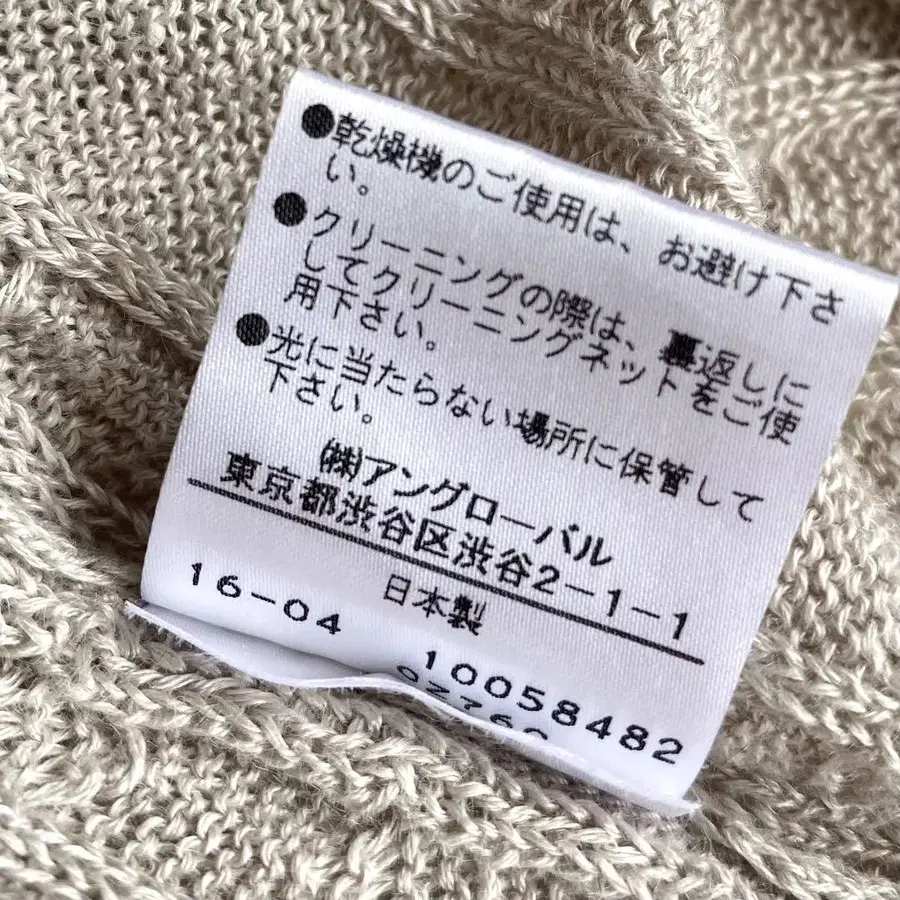 ●乾燥機のご使用は、お避け下さ
い。
●クリーニングの際は、裏返しに
してクリーニングネットをご使
用下さい。
●光に当たらない場所に保管して
下さい。
㈱アングローバル
東京都渋谷区渋谷2-1-1
日本製
16-04
10058482